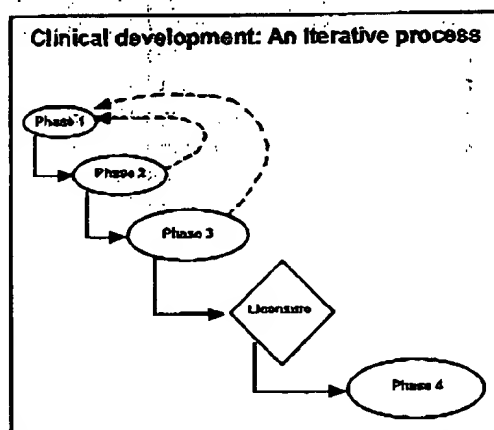 Clinical development: An iterative process
Phase 1
Phase 2
Phase 3
Licensure
Phase 4